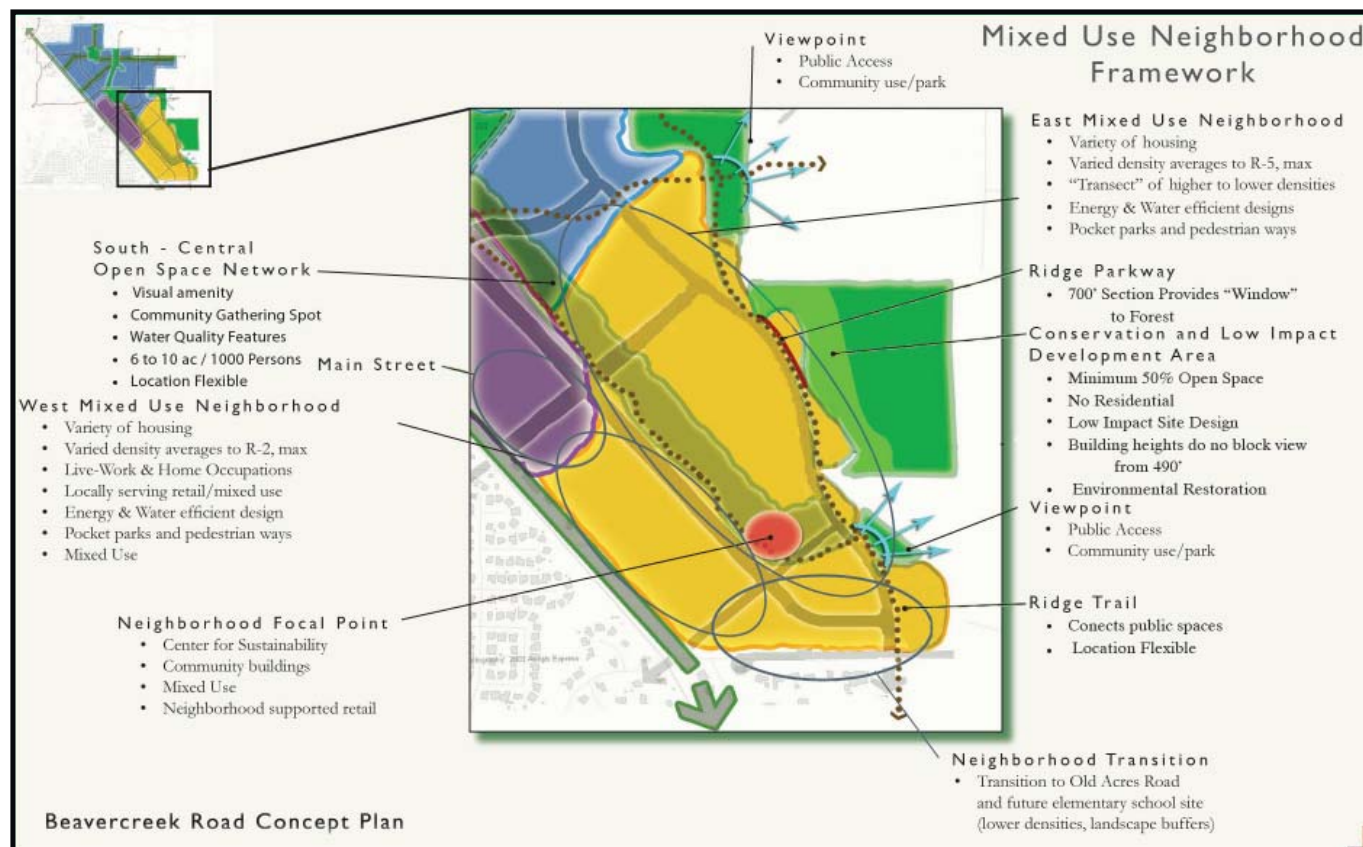 Mixed Use Neighborhood
Framework
Viewpoint
• Public Access
• Community use/park
East Mixed Use Neighborhood
• Variety of housing
• Varied density averages to R-5, max
• “Transect” of higher to lower densities
• Energy & Water efficient designs
• Pocket parks and pedestrian ways
Ridge Parkway
• 700' Section Provides “Window”
to Forest
Conservation and Low Impact
Development Area
• Minimum 50% Open Space
• No Residential
• Low Impact Site Design
• Building heights do no block view
from 490'
• Environmental Restoration
Viewpoint
• Public Access
• Community use/park
Ridge Trail
• Conects public spaces
• Location Flexible
Neighborhood Transition
• Transition to Old Acres Road
and future elementary school site
(lower densities, landscape buffers)
South - Central
Open Space Network
• Visual amenity
• Community Gathering Spot
• Water Quality Features
• 6 to 10 ac / 1000 Persons
• Location Flexible
Main Street
West Mixed Use Neighborhood
• Variety of housing
• Varied density averages to R-2, max
• Live-Work & Home Occupations
• Locally serving retail/mixed use
• Energy & Water efficient design
• Pocket parks and pedestrian ways
• Mixed Use
Neighborhood Focal Point
• Center for Sustainability
• Community buildings
• Mixed Use
• Neighborhood supported retail
Beavercreek Road Concept Plan